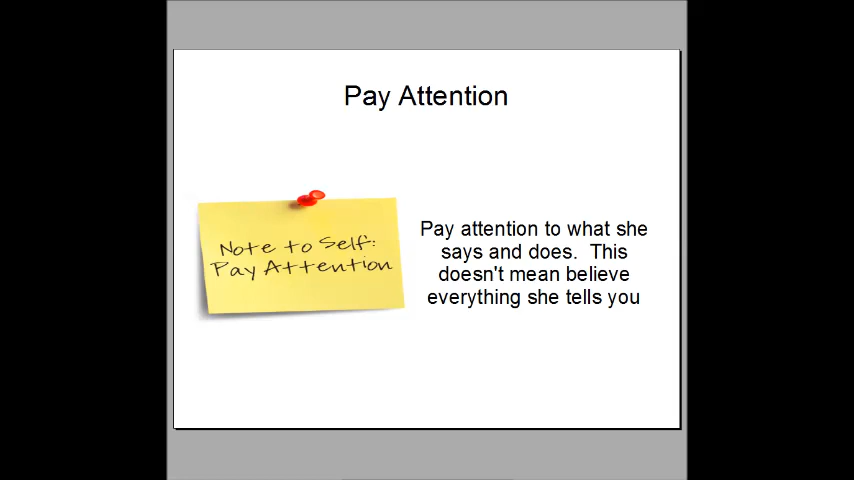 Pay Attention
Note to Self:
Pay Attention
Pay attention to what she
says and does.  This
doesn't mean believe
everything she tells you